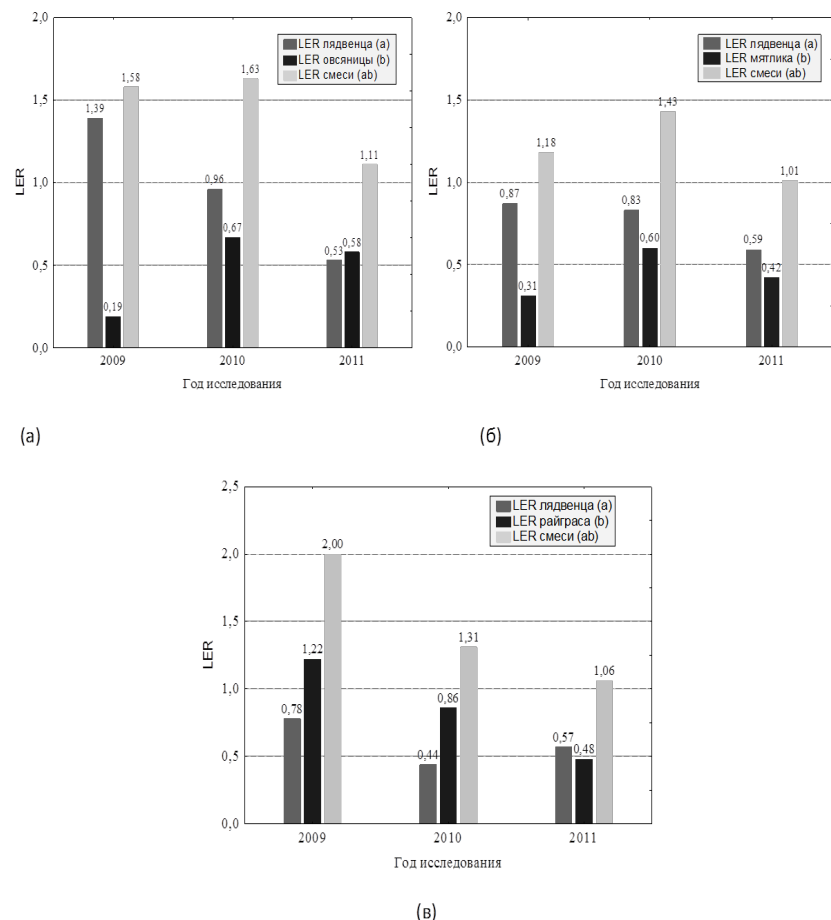 2,0
1,5
1,0
0,5
0,0
LER
LER лядвенца (a)
LER овсяницы (b)
LER смеси (ab)
1,39
0,19
1,58
0,96
0,67
1,63
0,53
0,58
1,11
2009 2010 2011
Год исследования
(а)
2,0
1,5
1,0
0,5
0,0
LER
LER лядвенца (a)
LER мятлика (b)
LER смеси (ab)
0,87
0,31
1,18
0,83
0,60
1,43
0,59
0,42
1,01
2009 2010 2011
Год исследования
(б)
2,5
2,0
1,5
1,0
0,5
0,0
LER
LER лядвенца (a)
LER райграса (b)
LER смеси (ab)
0,78
1,22
2,00
0,44
0,86
1,31
0,57
0,48
1,06
2009 2010 2011
Год исследования
(в)